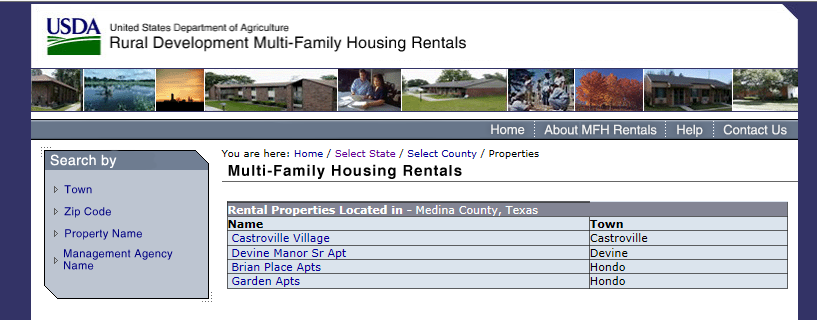 USDA
United States Department of Agriculture
Rural Development Multi-Family Housing Rentals
Home About MFH Rentals Help Contact Us
Search by
Town
Zip Code
Property Name
Management Agency
Name
You are here: Home / Select State / Select County / Properties
Multi-Family Housing Rentals
Rental Properties Located in - Medina County, Texas
Name Town
Castroville Village Castroville
Devine Manor Sr Apt Devine
Brian Place Apts Hondo
Garden Apts Hondo